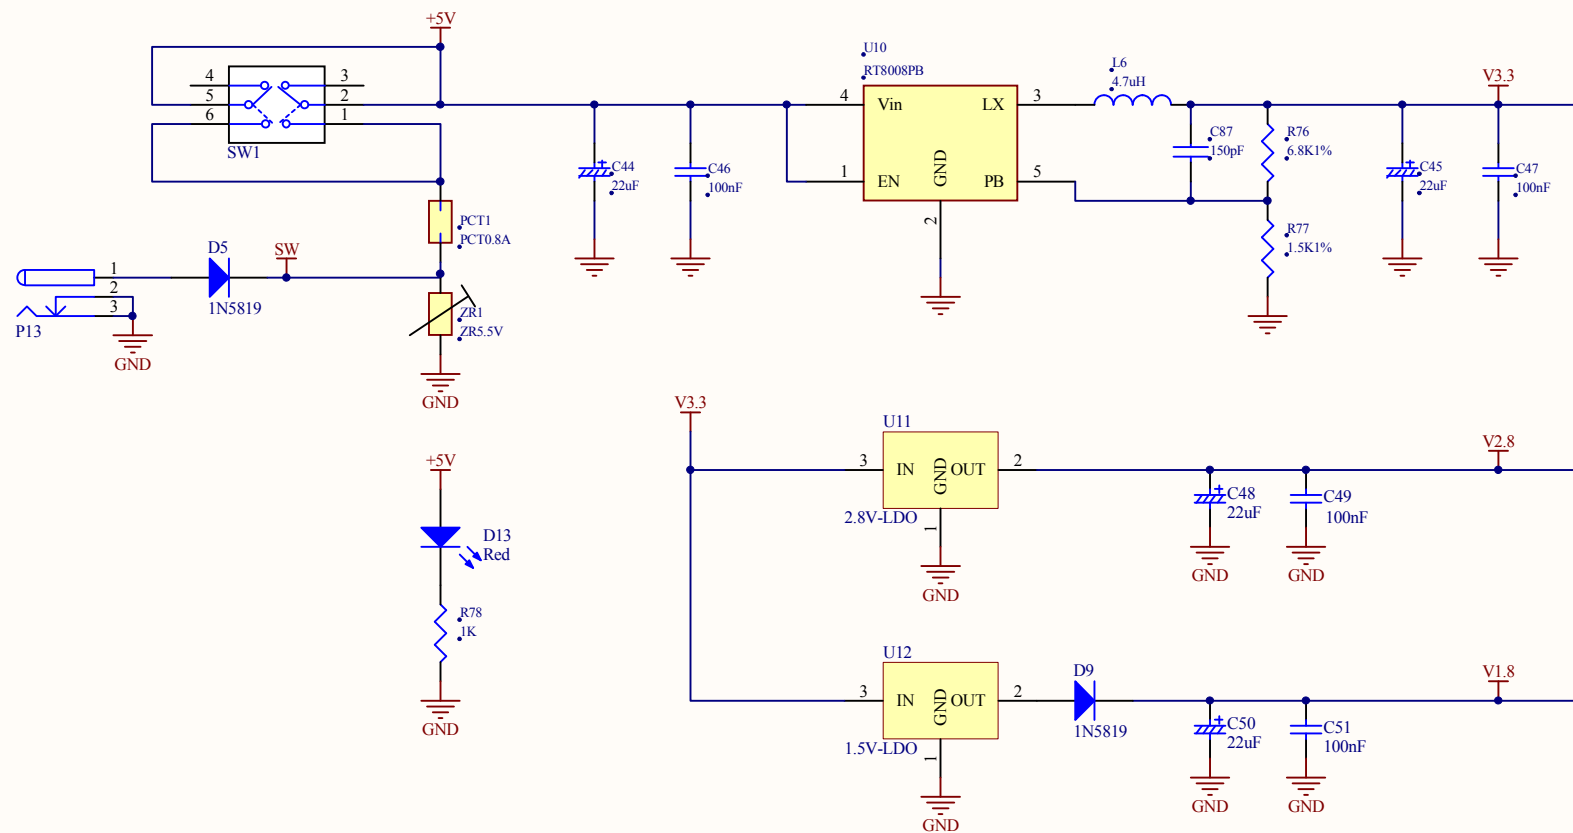 +5V
4
5
6
3
2
1
SW1
PCT1
PCT0.8A
D5
1N5819
SW
1
2
3
P13
GND
ZR1
ZR5.5V
GND
C44
22uF
C46
100nF
U10
RT8008PB
4
Vin
LX
3
GND
1
EN
PB
5
2
L6
4.7uH
C87
150pF
R76
6.8K1%
R77
1.5K1%
C45
22uF
V3.3
C47
100nF
+5V
D13
Red
R78
1K
GND
V3.3
U11
3
IN
GND
OUT
2
2.8V-LDO
1
GND
C48
22uF
GND
C49
100nF
GND
V2.8
U12
3
IN
GND
OUT
2
1.5V-LDO
1
GND
D9
1N5819
C50
22uF
GND
C51
100nF
GND
V1.8